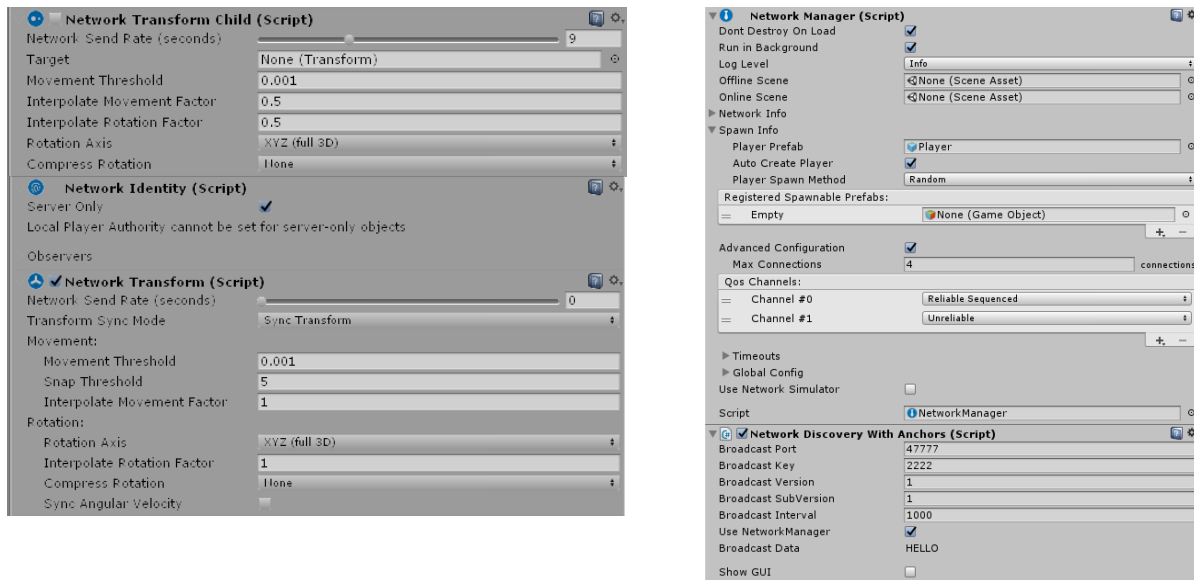 Network Transform Child (Script)
Network Send Rate (seconds) 9
Target None (Transform)
Movement Threshold 0.001
Interpolate Movement Factor 0.5
Interpolate Rotation Factor 0.5
Rotation Axis XYZ (full 3D)
Compress Rotation None
Network Identity (Script)
Server Only
Local Player Authority cannot be set for server-only objects
Observers
Network Transform (Script)
Network Send Rate (seconds) 0
Transform Sync Mode Sync Transform
Movement:
Movement Threshold 0.001
Snap Threshold 5
Interpolate Movement Factor 1
Rotation:
Rotation Axis XYZ (full 3D)
Interpolate Rotation Factor 1
Compress Rotation None
Sync Angular Velocity
Network Manager (Script)
Dont Destroy On Load
Run in Background
Log Level Info
Offline Scene None (Scene Asset)
Online Scene None (Scene Asset)
Network Info
Spawn Info
Player Prefab Player
Auto Create Player
Player Spawn Method Random
Registered Spawnable Prefabs:
Empty None (Game Object)
Advanced Configuration
Max Connections 4 connections
Qos Channels:
Channel #0 Reliable Sequenced
Channel #1 Unreliable
Timeouts
Global Config
Use Network Simulator
Script NetworkManager
Network Discovery With Anchors (Script)
Broadcast Port 47777
Broadcast Key 2222
Broadcast Version 1
Broadcast SubVersion 1
Broadcast Interval 1000
Use NetworkManager
Broadcast Data HELLO
Show GUI